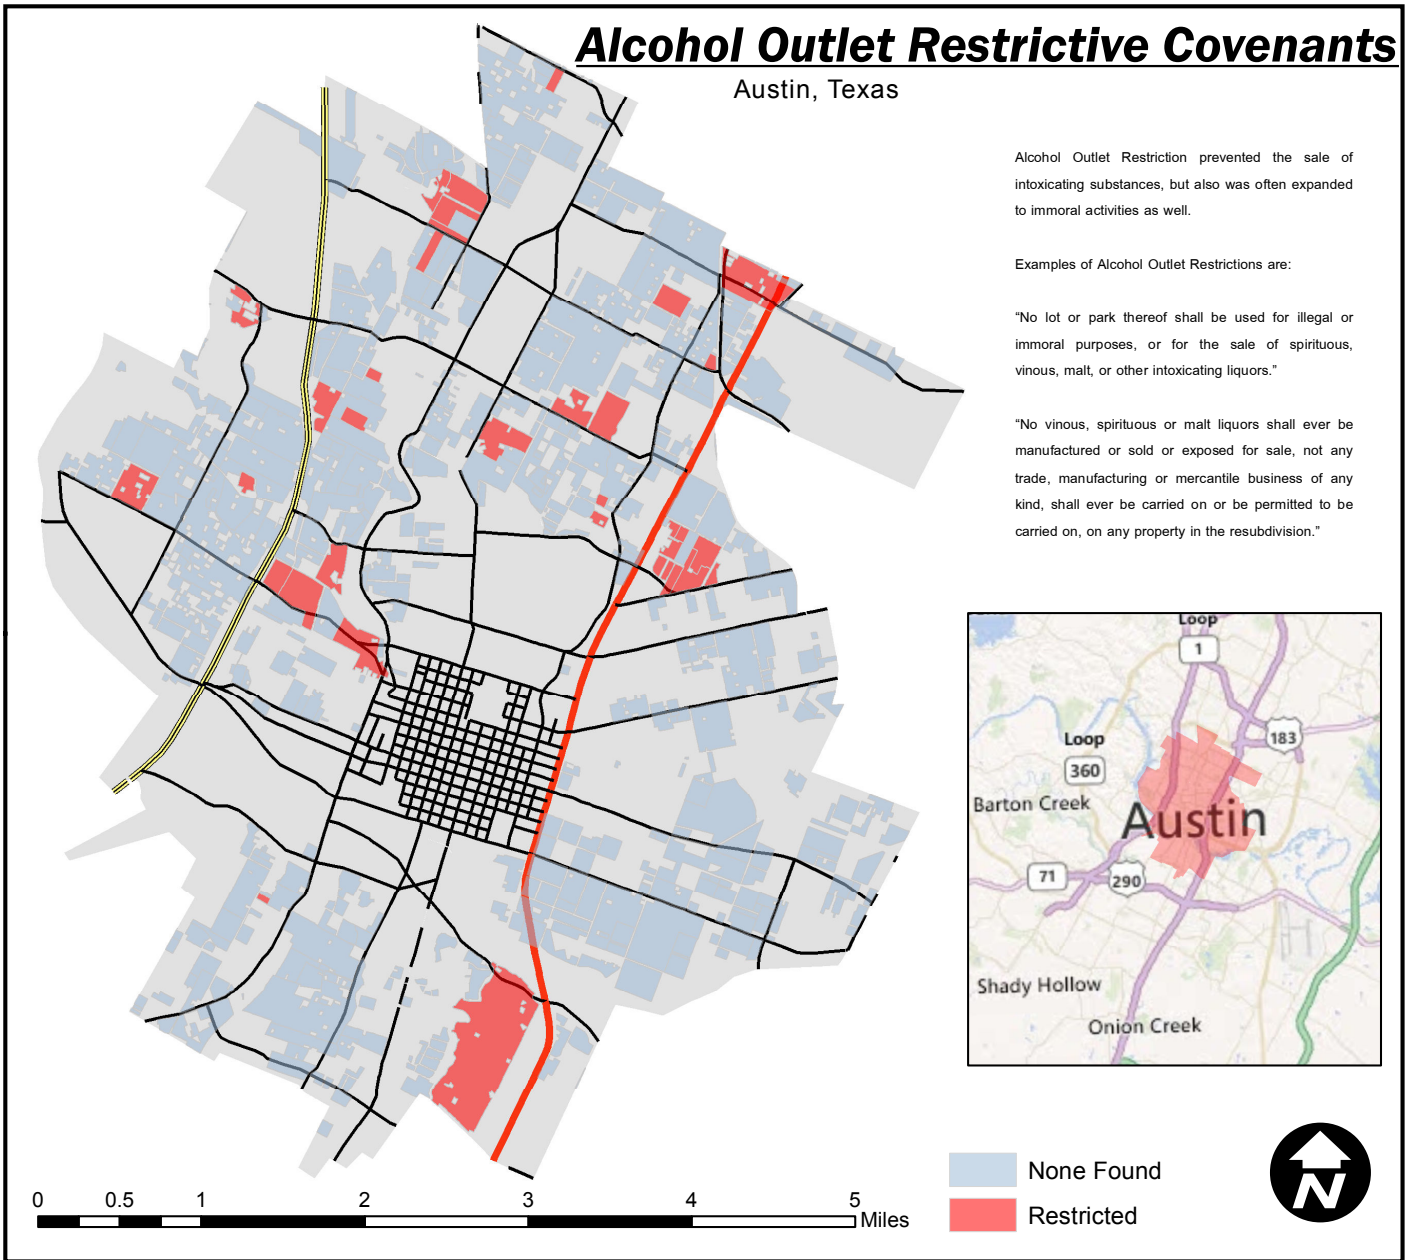 Alcohol Outlet Restrictive Covenants
Austin, Texas
Alcohol Outlet Restriction prevented the sale of
intoxicating substances, but also was often expanded
to immoral activities as well.
Examples of Alcohol Outlet Restrictions are:
“No lot or park thereof shall be used for illegal or
immoral purposes, or for the sale of spirituous,
vinous, malt, or other intoxicating liquors.”
“No vinous, spirituous or malt liquors shall ever be
manufactured or sold or exposed for sale, not any
trade, manufacturing or mercantile business of any
kind, shall ever be carried on or be permitted to be
carried on, on any property in the resubdivision.”
Loop
1
183
Loop
360
Barton Creek
Austin
71
290
Shady Hollow
Onion Creek
None Found
Restricted
N
0 0.5 1 2 3 4 5
Miles